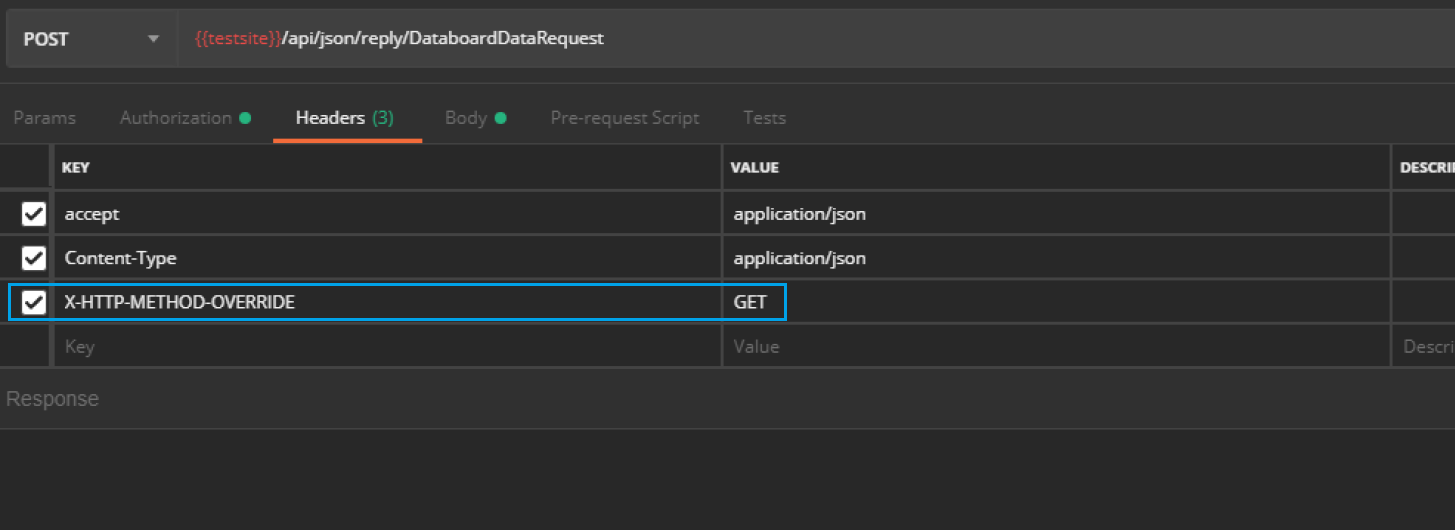 POST {{testsite}}/api/json/reply/DataboardDataRequest
Params Authorization Headers (3) Body Pre-request Script Tests
KEY VALUE DESCRI
accept application/json
Content-Type application/json
X-HTTP-METHOD-OVERRIDE GET
Key Value Descri
Response